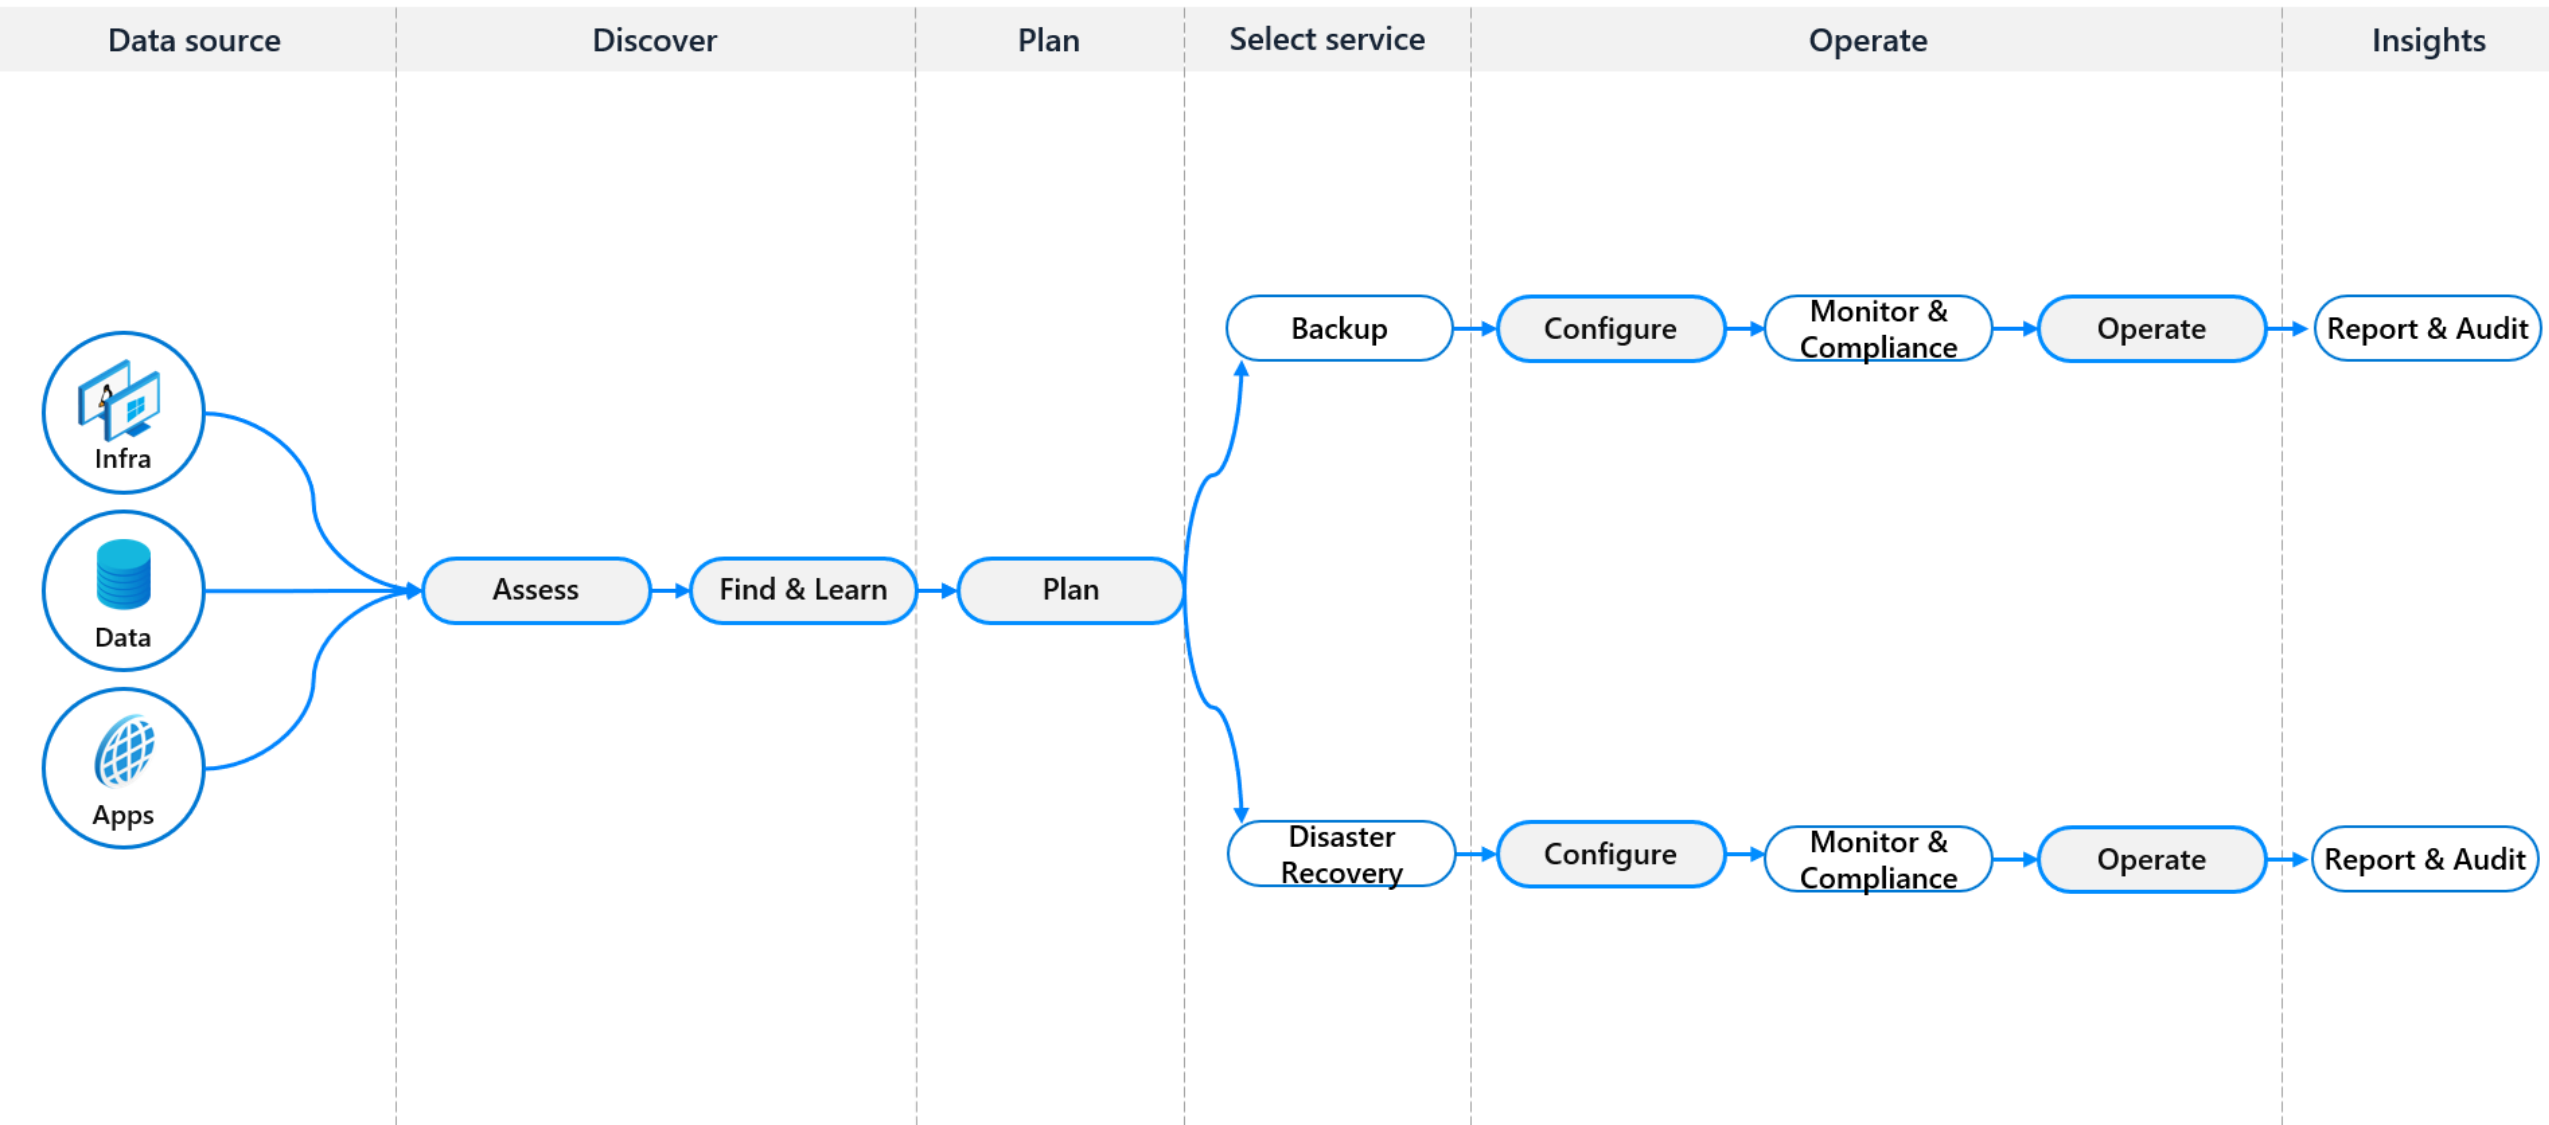 Data source
Discover
Plan
Select service
Operate
Insights
Infra
Data
Apps
Assess
Find & Learn
Plan
Backup
Configure
Monitor &
Compliance
Operate
Report & Audit
Disaster
Recovery
Configure
Monitor &
Compliance
Operate
Report & Audit